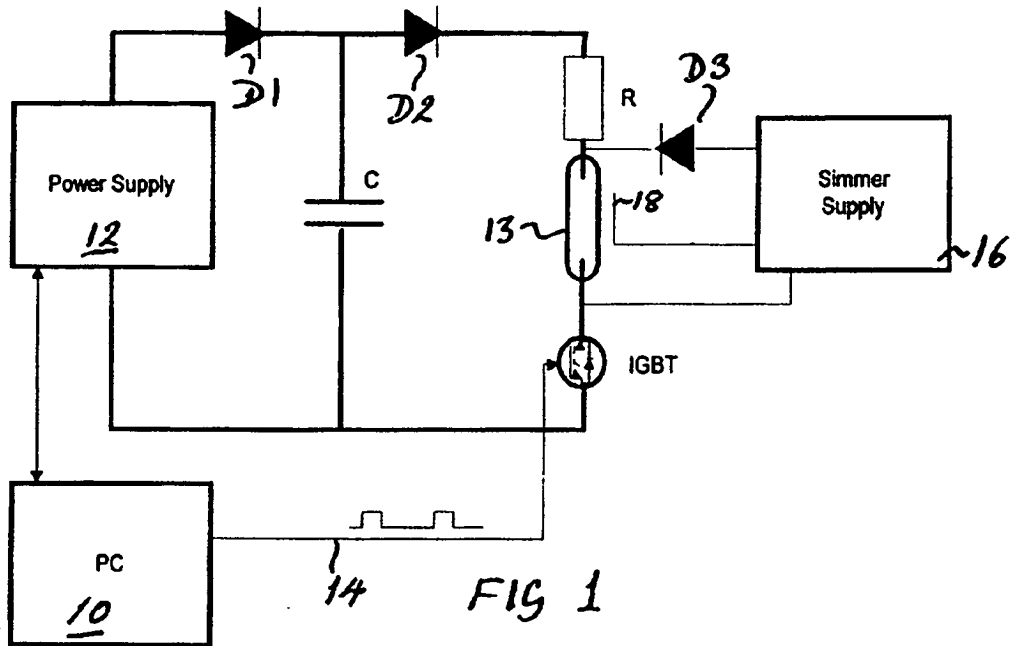 D1
D2
D3
R
Power Supply
12
C
13
18
Simmer
Supply
16
IGBT
PC
10
14
FIG 1